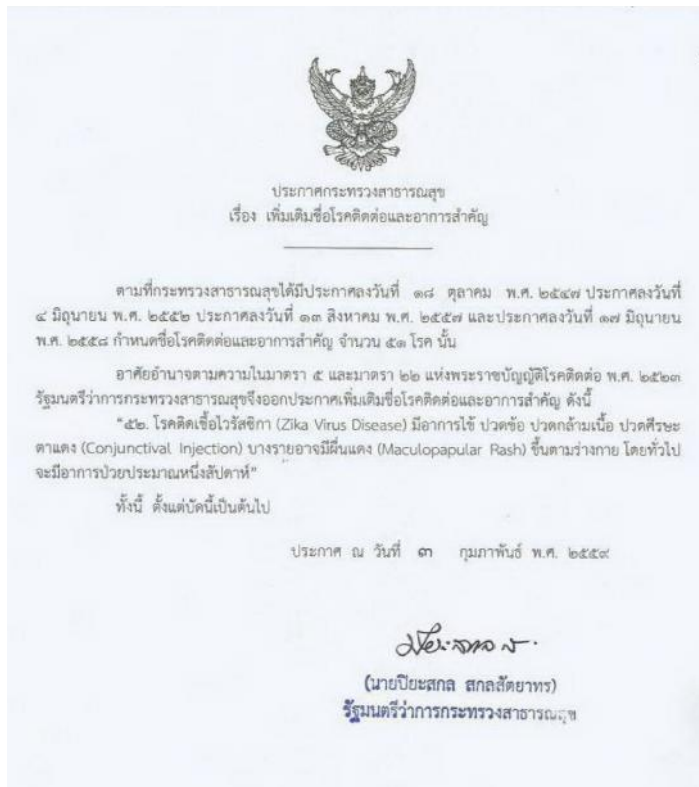 ประกาศกระทรวงสาธารณสุข
เรื่อง เพิ่มเติมชื่อโรคติดต่อและอาการสำคัญ
ตามที่กระทรวงสาธารณสุขได้มีประกาศลงวันที่ ๑๘ ตุลาคม พ.ศ. ๒๕๔๗ ประกาศลงวันที่
๔ มิถุนายน พ.ศ. ๒๕๕๒ ประกาศลงวันที่ ๑๓ สิงหาคม พ.ศ. ๒๕๕๗ และประกาศลงวันที่ ๑๗ มิถุนายน
พ.ศ. ๒๕๕๘ กำหนดชื่อโรคติดต่อและอาการสำคัญ จำนวน ๕๑ โรค นั้น
อาศัยอำนาจตามความในมาตรา ๕ และมาตรา ๒๒ แห่งพระราชบัญญัติโรคติดต่อ พ.ศ. ๒๕๒๓
รัฐมนตรีว่าการกระทรวงสาธารณสุขจึงออกประกาศเพิ่มเติมชื่อโรคติดต่อและอาการสำคัญ ดังนี้
“๕๒. โรคติดเชื้อไวรัสซิกา (Zika Virus Disease) มีอาการไข้ ปวดข้อ ปวดกล้ามเนื้อ ปวดศีรษะ
ตาแดง (Conjunctival Injection) บางรายอาจมีผื่นแดง (Maculopapular Rash) ขึ้นตามร่างกาย โดยทั่วไป
จะมีอาการป่วยประมาณหนึ่งสัปดาห์”
ทั้งนี้ ตั้งแต่บัดนี้เป็นต้นไป
ประกาศ ณ วันที่ ๓ กุมภาพันธ์ พ.ศ. ๒๕๕๙
(นายปิยะสกล สกลสัตยาทร)
รัฐมนตรีว่าการกระทรวงสาธารณสุข